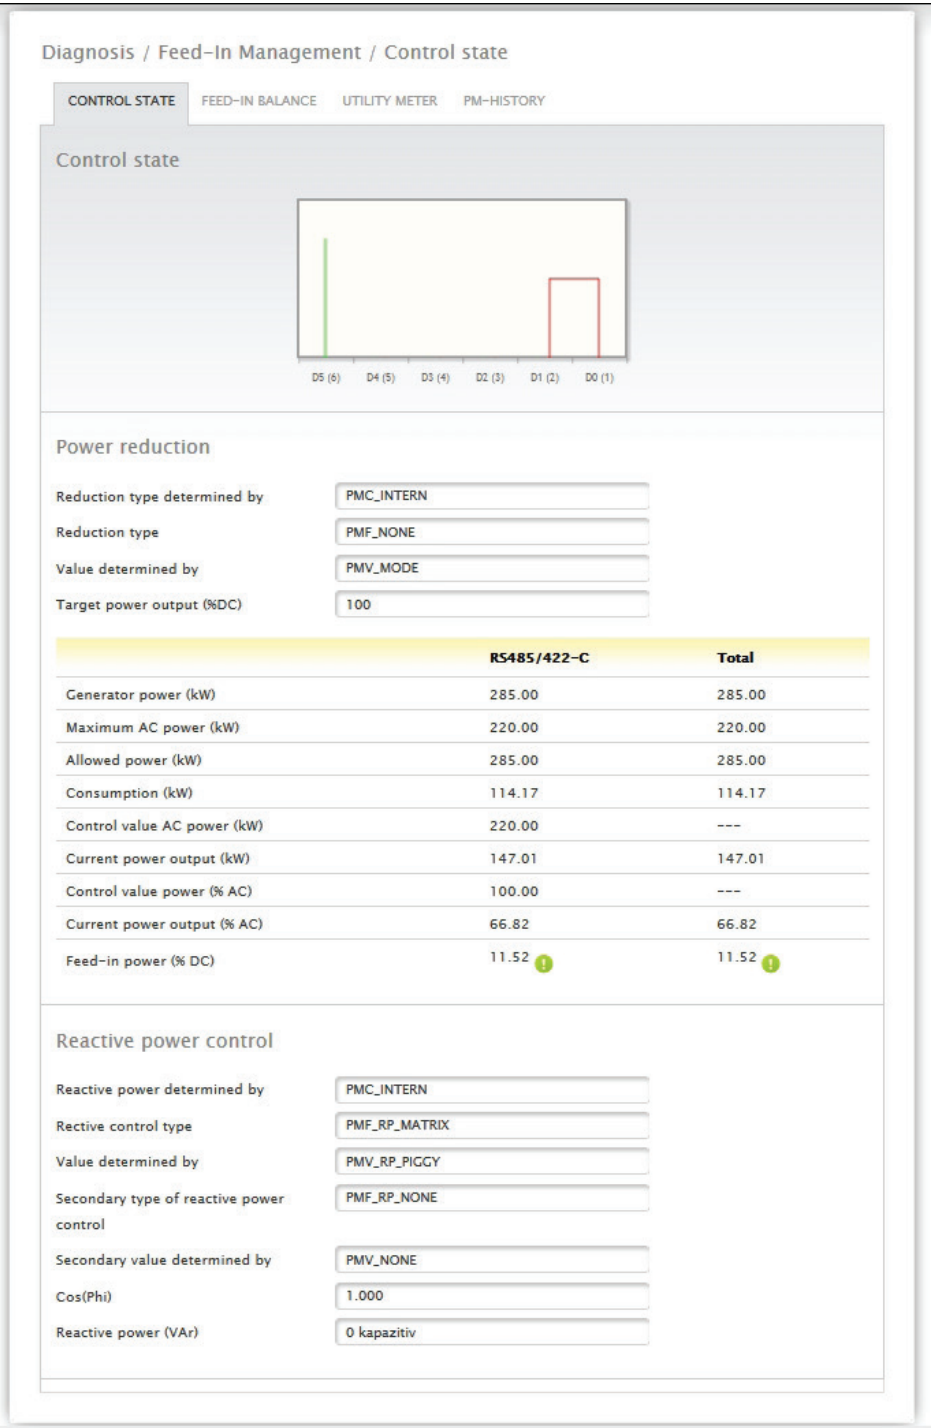 Diagnosis / Feed-In Management / Control state
CONTROL STATE FEED-IN BALANCE UTILITY METER PM-HISTORY
Control state
D5 (6) D4 (5) D3 (4) D2 (3) D1 (2) D0 (1)
Power reduction
Reduction type determined by PMC_INTERN
Reduction type PMF_NONE
Value determined by PMV_MODE
Target power output (%DC) 100
RS485/422-C Total
Generator power (kW) 285.00 285.00
Maximum AC power (kW) 220.00 220.00
Allowed power (kW) 285.00 285.00
Consumption (kW) 114.17 114.17
Control value AC power (kW) 220.00 ---
Current power output (kW) 147.01 147.01
Control value power (% AC) 100.00 ---
Current power output (% AC) 66.82 66.82
Feed-in power (% DC) 11.52 ! 11.52 !
Reactive power control
Reactive power determined by PMC_INTERN
Rective control type PMF_RP_MATRIX
Value determined by PMV_RP_PIGGY
Secondary type of reactive power PMF_RP_NONE
control
Secondary value determined by PMV_NONE
Cos(Phi) 1.000
Reactive power (VAr) 0 kapazitiv